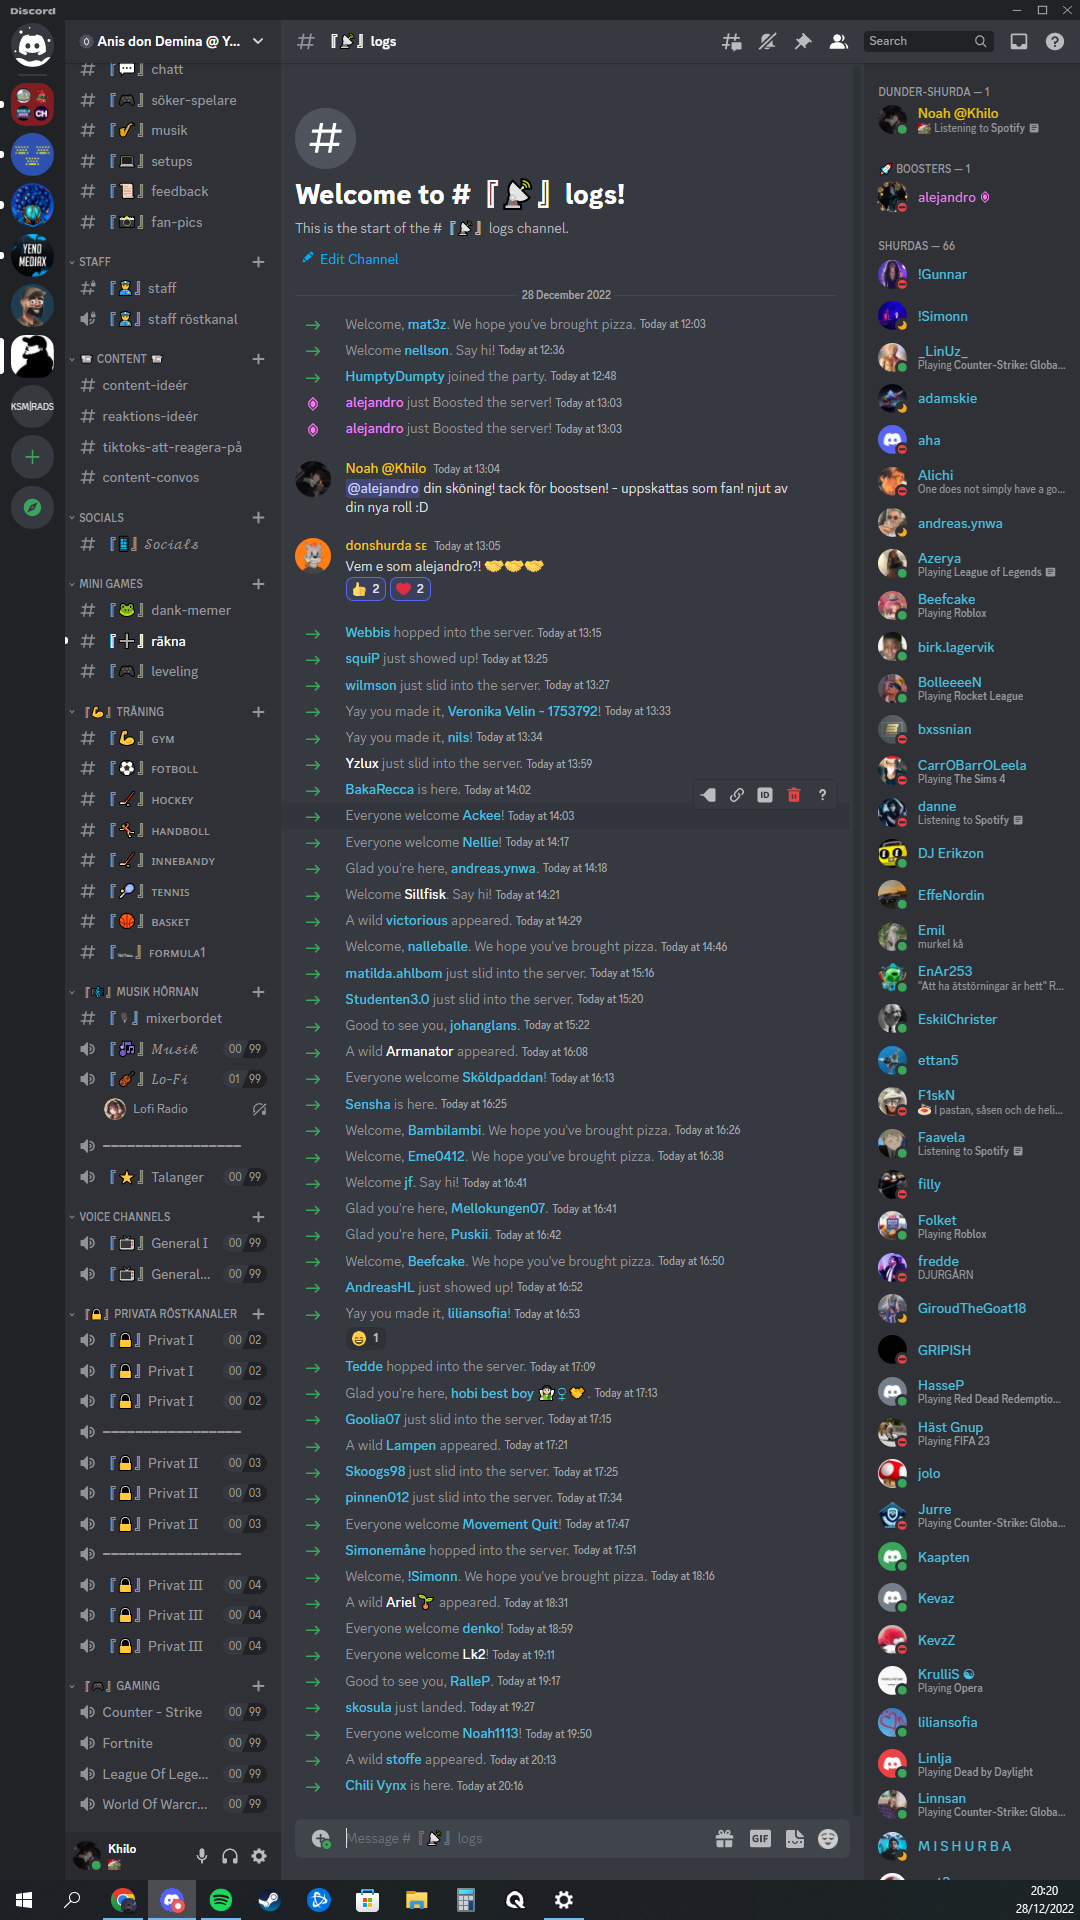 Discord
Anis don Demina @ Y...
chatt
söker-spelare
musik
setups
feedback
fan-pics
STAFF
staff
staff röstkanal
CONTENT
content-ideér
reaktions-ideér
tiktoks-att-reagera-på
content-convos
SOCIALS
Socials
MINI GAMES
dank-memer
räkna
leveling
TRÄNING
GYM
FOTBOLL
HOCKEY
HANDBOLL
INNEBANDY
TENNIS
BASKET
FORMULA1
MUSIK HÖRNAN
mixerbordet
Musik 00 99
Lo-Fi 01 99
Lofi Radio
Talanger 00 99
VOICE CHANNELS
General I 00 99
General... 00 99
PRIVATA RÖSTKANALER
Privat I 00 02
Privat I 00 02
Privat I 00 02
Privat II 00 03
Privat II 00 03
Privat II 00 03
Privat III 00 04
Privat III 00 04
Privat III 00 04
GAMING
Counter - Strike 00 99
Fortnite 00 99
League Of Lege... 00 99
World Of Warcr... 00 99
Khilo
CH
YENO
MEDIAX
KSM|RADS
# 『📡』 logs
Search
#
Welcome to # 『📡』 logs!
This is the start of the # 『📡』 logs channel.
Edit Channel
28 December 2022
Welcome, mat3z. We hope you've brought pizza. Today at 12:03
Welcome nellson. Say hi! Today at 12:36
HumptyDumpty joined the party. Today at 12:48
alejandro just Boosted the server! Today at 13:03
alejandro just Boosted the server! Today at 13:03
Noah @Khilo Today at 13:04
@alejandro din sköning! tack för boostsen! - uppskattas som fan! njut av
din nya roll :D
donshurda SE Today at 13:05
Vem e som alejandro?! 🤝🤝🤝
👍 2 ❤️ 2
Webbis hopped into the server. Today at 13:15
squiP just showed up! Today at 13:25
wilmson just slid into the server. Today at 13:27
Yay you made it, Veronika Velin - 1753792! Today at 13:33
Yay you made it, nils! Today at 13:34
Yzlux just slid into the server. Today at 13:59
BakaRecca is here. Today at 14:02
ID ?
Everyone welcome Ackee! Today at 14:03
Everyone welcome Nellie! Today at 14:17
Glad you're here, andreas.ynwa. Today at 14:18
Welcome Sillfisk. Say hi! Today at 14:21
A wild victorious appeared. Today at 14:29
Welcome, nalleballe. We hope you've brought pizza. Today at 14:46
matilda.ahlbom just slid into the server. Today at 15:16
Studenten3.0 just slid into the server. Today at 15:20
Good to see you, johanglans. Today at 15:22
A wild Armanator appeared. Today at 16:08
Everyone welcome Sköldpaddan! Today at 16:13
Sensha is here. Today at 16:25
Welcome, Bambilambi. We hope you've brought pizza. Today at 16:26
Welcome, Eme0412. We hope you've brought pizza. Today at 16:38
Welcome jf. Say hi! Today at 16:41
Glad you're here, Mellokungen07. Today at 16:41
Glad you're here, Puskii. Today at 16:42
Welcome, Beefcake. We hope you've brought pizza. Today at 16:50
AndreasHL just showed up! Today at 16:52
Yay you made it, liliansofia! Today at 16:53
😄 1
Tedde hopped into the server. Today at 17:09
Glad you're here, hobi best boy 🧛🏻♀🤝. Today at 17:13
Goolia07 just slid into the server. Today at 17:15
A wild Lampen appeared. Today at 17:21
Skoogs98 just slid into the server. Today at 17:25
pinnen012 just slid into the server. Today at 17:34
Everyone welcome Movement Quit! Today at 17:47
Simonemåne hopped into the server. Today at 17:51
Welcome, !Simonn. We hope you've brought pizza. Today at 18:16
A wild Ariel🌱 appeared. Today at 18:31
Everyone welcome denko! Today at 18:59
Everyone welcome Lk2! Today at 19:11
Good to see you, RalleP. Today at 19:17
skosula just landed. Today at 19:27
Everyone welcome Noah1113! Today at 19:50
A wild stoffe appeared. Today at 20:13
Chili Vynx is here. Today at 20:16
Message # 『📡』 logs
GIF
DUNDER-SHURDA — 1
Noah @Khilo
Listening to Spotify
🚀 BOOSTERS — 1
alejandro
SHURDAS — 66
!Gunnar
!Simonn
_LinUz_
Playing Counter-Strike: Globa...
adamskie
aha
Alichi
One does not simply have a go...
andreas.ynwa
Azerya
Playing League of Legends
Beefcake
Playing Roblox
birk.lagervik
BolleeeeN
Playing Rocket League
bxssnian
CarrOBarrOLeela
Playing The Sims 4
danne
Listening to Spotify
DJ Erikzon
EffeNordin
Emil
murkel kå
EnAr253
"Att ha ätstörningar är hett" R...
EskilChrister
ettan5
F1skN
🍝 I pastan, såsen och de heli...
Faavela
Listening to Spotify
filly
Folket
Playing Roblox
fredde
DJURGÅRN
GiroudTheGoat18
GRIPISH
HasseP
Playing Red Dead Redemptio...
Häst Gnup
Playing FIFA 23
jolo
Jurre
Playing Counter-Strike: Globa...
Kaapten
Kevaz
KevzZ
KrulliS ☯
Playing Opera
liliansofia
Linlja
Playing Dead by Daylight
Linnsan
Playing Counter-Strike: Globa...
MISHURBA
20:20
28/12/2022